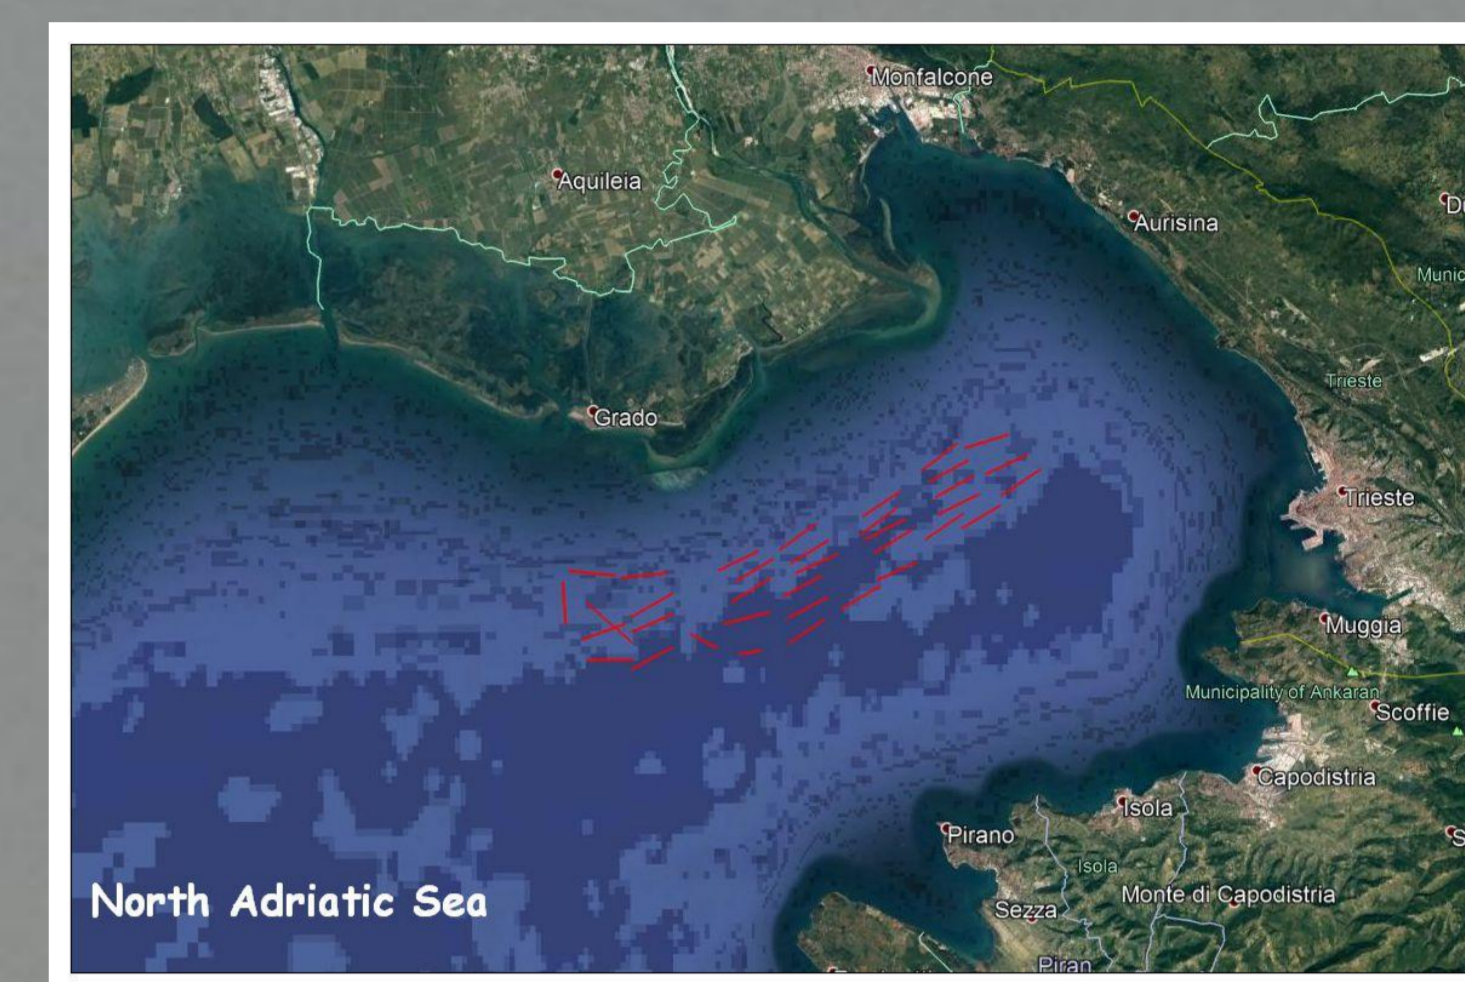 Monfalcone
Aquileia
Aurisina
Trieste
Grado
Trieste
Muggia
Municipality of Ankaran
Scoffie
Capodistria
Isola
Pirano
Isola
Monte di Capodistria
North Adriatic Sea
Sezza
Piran